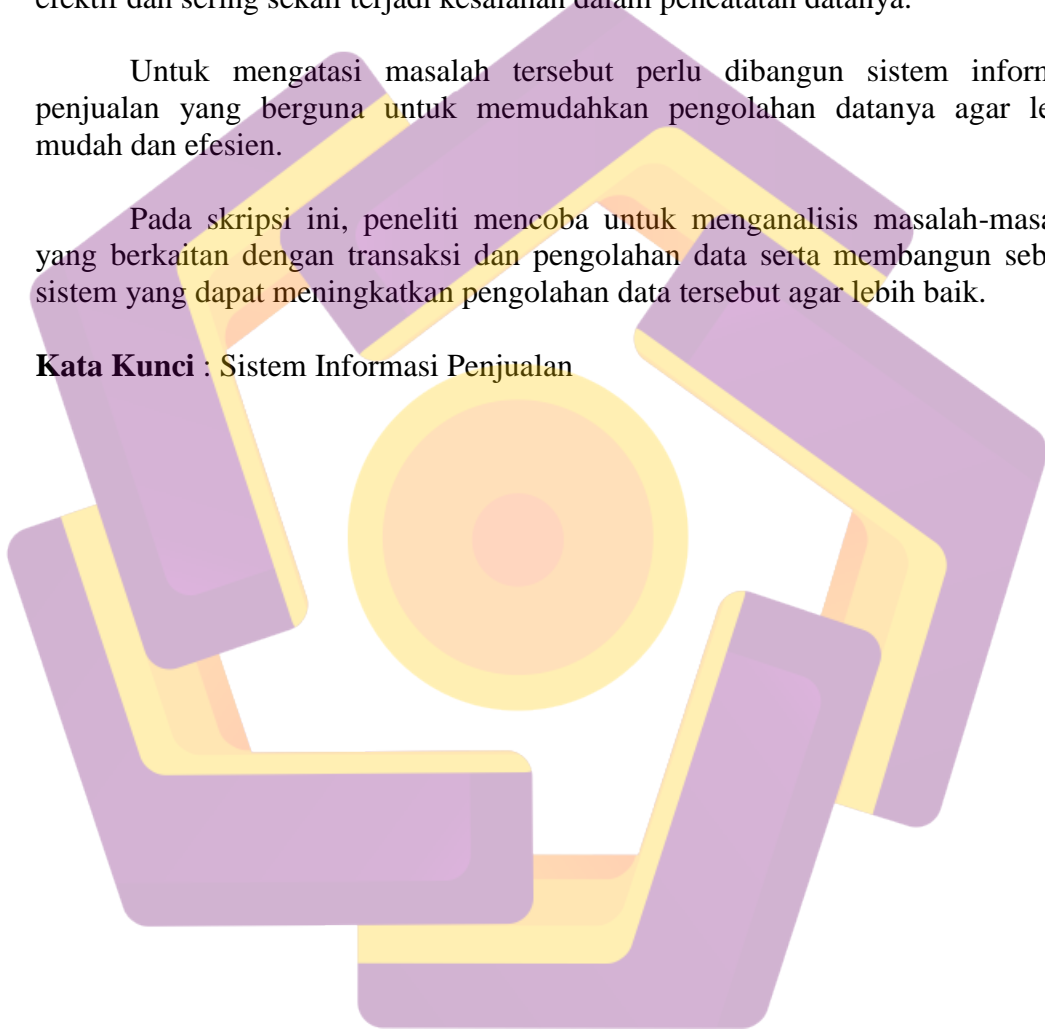 efektif dan sering sekali terjadi kesalahan dalam pencatatan datanya.
Untuk mengatasi masalah tersebut perlu dibangun sistem inform
penjualan yang berguna untuk memudahkan pengolahan datanya agar le
mudah dan efesien.
Pada skripsi ini, peneliti mencoba untuk menganalisis masalah-masa
yang berkaitan dengan transaksi dan pengolahan data serta membangun seb
sistem yang dapat meningkatkan pengolahan data tersebut agar lebih baik.
Kata Kunci : Sistem Informasi Penjualan